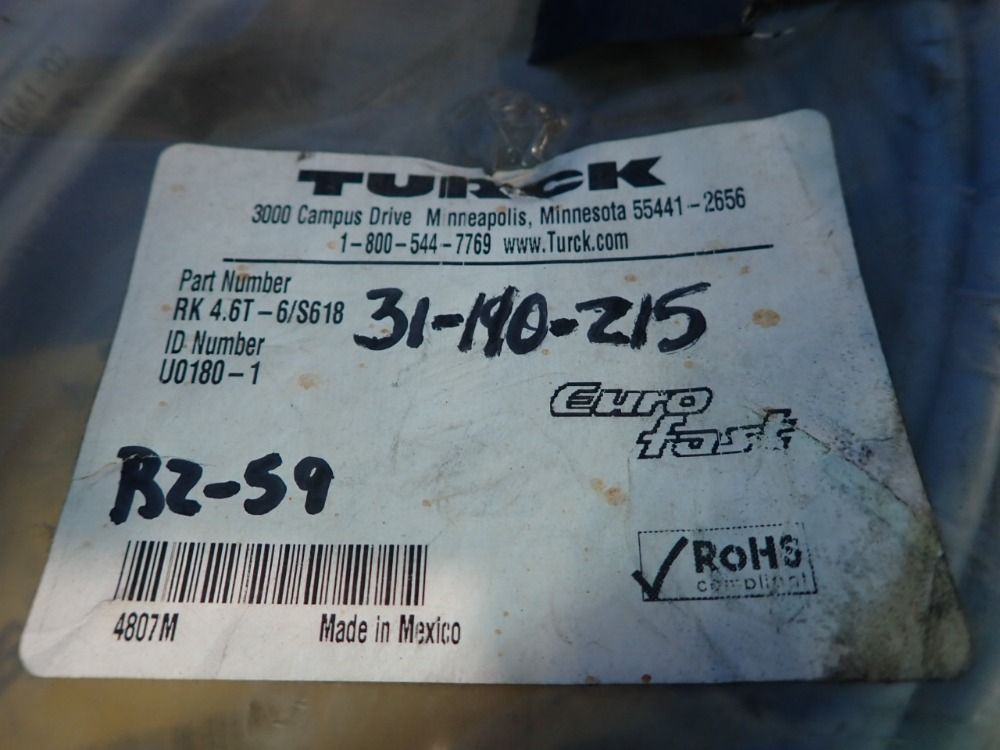 TURCK
3000 Campus Drive Minneapolis, Minnesota 55441-2656
1-800-544-7769 www.Turck.com
Part Number
RK 4.6T-6/S618
31-190-215
ID Number
U0180-1
Euro
fast
B2-59
RoHS
compliant
4807M
Made in Mexico